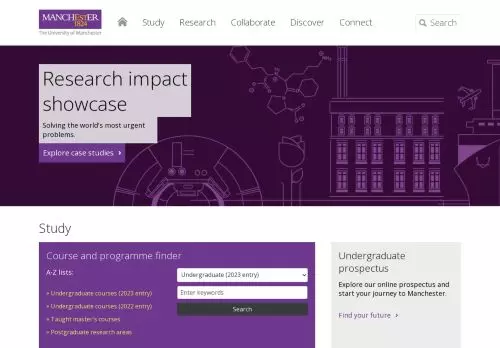 MANCHESTER
1824
The University of Manchester
Study
Research
Collaborate
Discover
Connect
Search
Research impact
showcase
Solving the world's most urgent
problems.
Explore case studies
Study
Course and programme finder
A-Z lists:
» Undergraduate courses (2023 entry)
» Undergraduate courses (2022 entry)
» Taught master's courses
» Postgraduate research areas
Undergraduate (2023 entry)
Enter Keywords
Search
Undergraduate
prospectus
Explore our online prospectus and
start your journey to Manchester.
Find your future